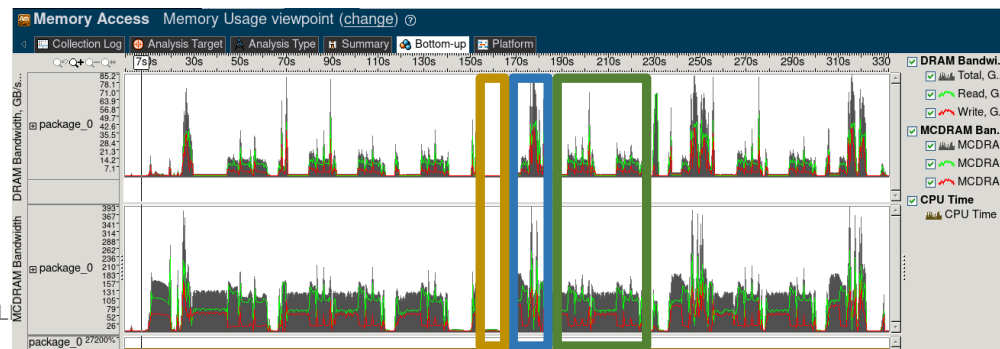 Memory Access Memory Usage viewpoint (change) ?
Collection Log Analysis Target Analysis Type Summary Bottom-up Platform
7s 30s 50s 70s 90s 110s 130s 150s 170s 190s 210s 230s 250s 270s 290s 310s 330s
DRAM Bandwidth, GB/s...
package_0
85.2
78.1
71.0
63.9
56.8
49.7
42.6
35.5
28.4
21.3
14.2
7.1
MCDRAM Bandwidth
package_0
393
367
341
314
288
262
236
210
183
157
131
105
79
52
26
package_0 27200%
DRAM Bandwi...
Total, G...
Read, G...
Write, G...
MCDRAM Ban...
MCDRA
MCDRA
MCDRA
CPU Time
CPU Time